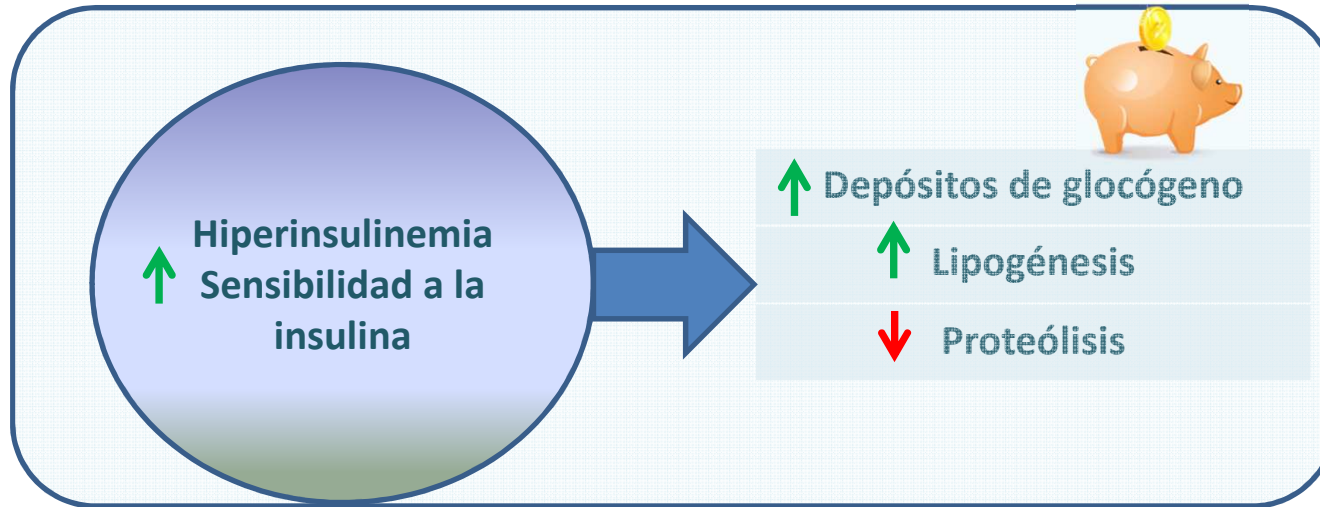 Hiperinsulinemia
Sensibilidad a la
insulina
Depósitos de glocógeno
Lipogénesis
Proteólisis